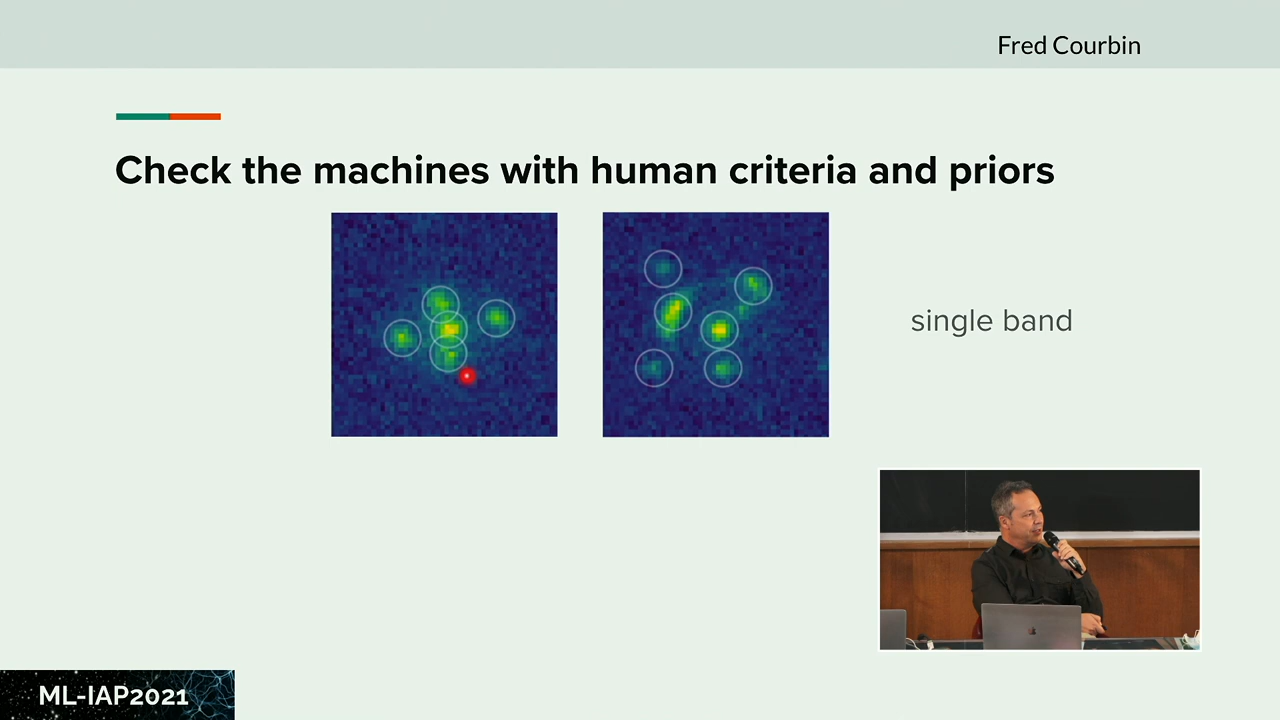 Fred Courbin
Check the machines with human criteria and priors
single band
ML-IAP2021